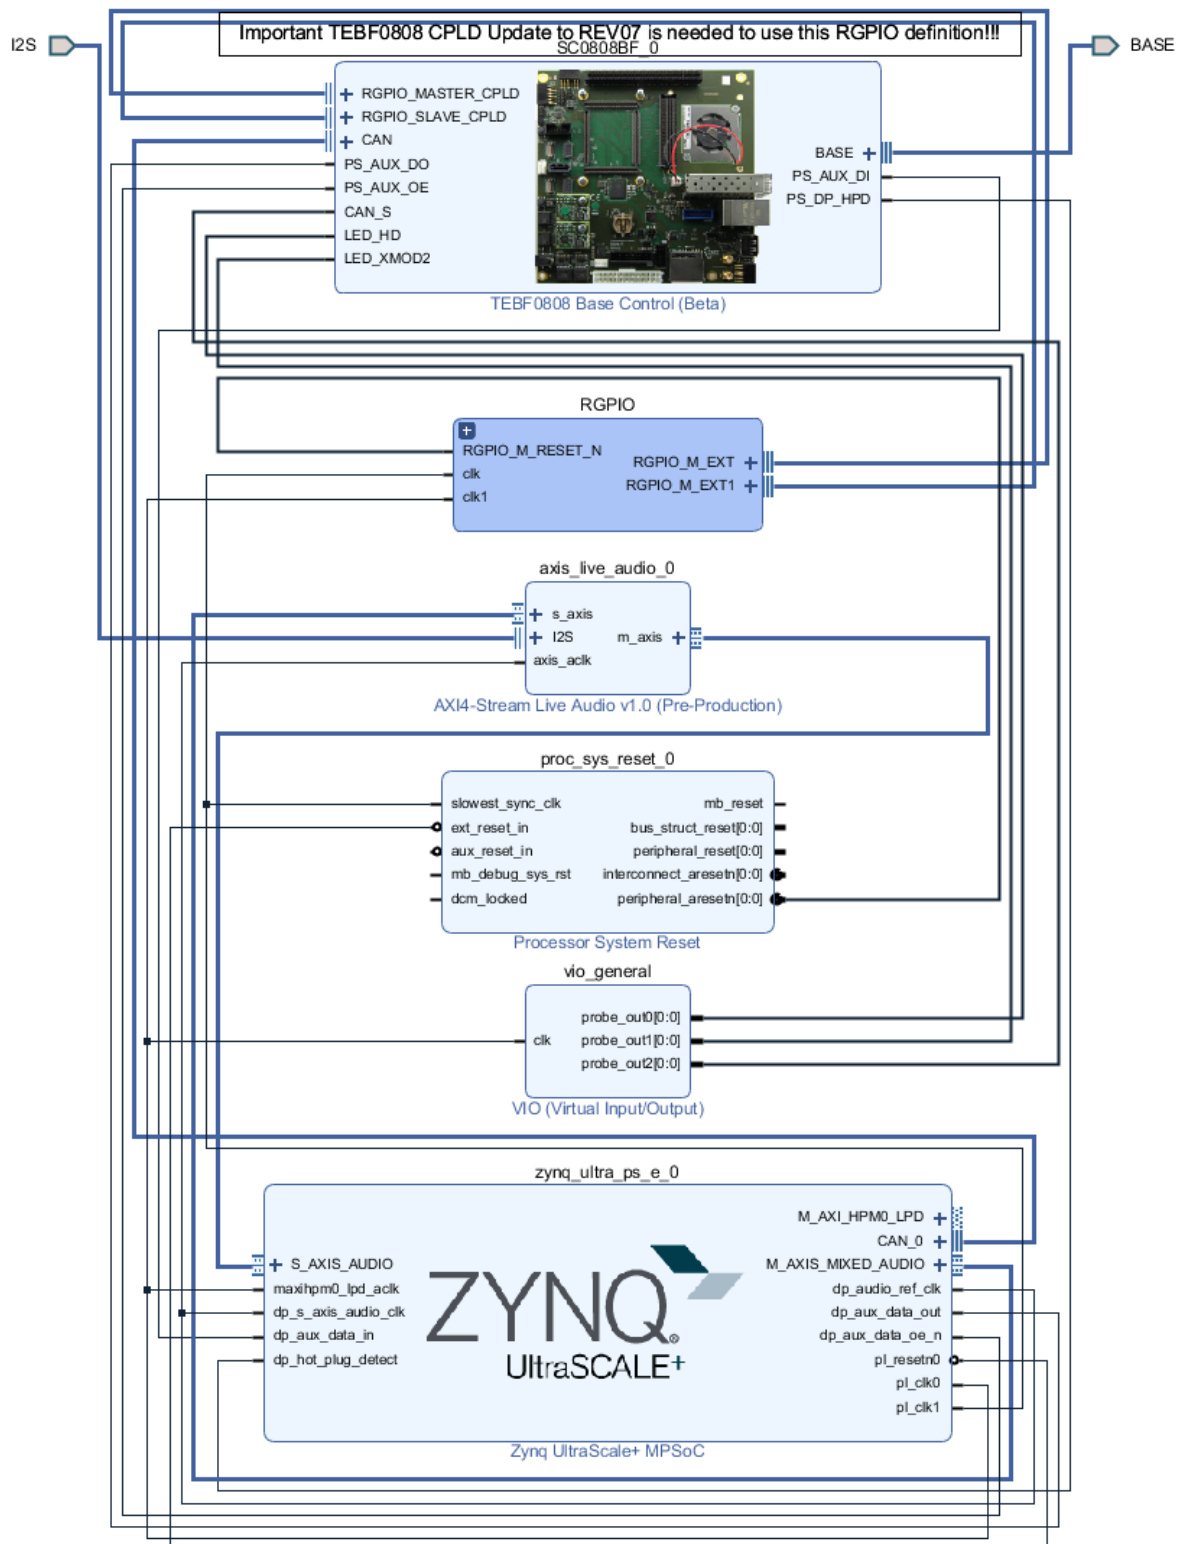 Important TEBF0808 CPLD Update to REV07 is needed to use this RGPIO definition!!!
I2S
BASE
SC0808BF_0
RGPIO_MASTER_CPLD
RGPIO_SLAVE_CPLD
CAN
PS_AUX_DO
PS_AUX_OE
CAN_S
LED_HD
LED_XMOD2
BASE
PS_AUX_DI
PS_DP_HPD
TEBF0808 Base Control (Beta)
RGPIO
RGPIO_M_RESET_N
clk
clk1
RGPIO_M_EXT
RGPIO_M_EXT1
axis_live_audio_0
s_axis
I2S
axis_aclk
m_axis
AXI4-Stream Live Audio v1.0 (Pre-Production)
proc_sys_reset_0
slowest_sync_clk
ext_reset_in
aux_reset_in
mb_debug_sys_rst
dcm_locked
mb_reset
bus_struct_reset[0:0]
peripheral_reset[0:0]
interconnect_aresetn[0:0]
peripheral_aresetn[0:0]
Processor System Reset
vio_general
clk
probe_out0[0:0]
probe_out1[0:0]
probe_out2[0:0]
VIO (Virtual Input/Output)
zynq_ultra_ps_e_0
S_AXIS_AUDIO
maxihpm0_lpd_aclk
dp_s_axis_audio_clk
dp_aux_data_in
dp_hot_plug_detect
ZYNQ®
UltraSCALE+
M_AXI_HPM0_LPD
CAN_0
M_AXIS_MIXED_AUDIO
dp_audio_ref_clk
dp_aux_data_out
dp_aux_data_oe_n
pl_resetn0
pl_clk0
pl_clk1
Zynq UltraScale+ MPSoC